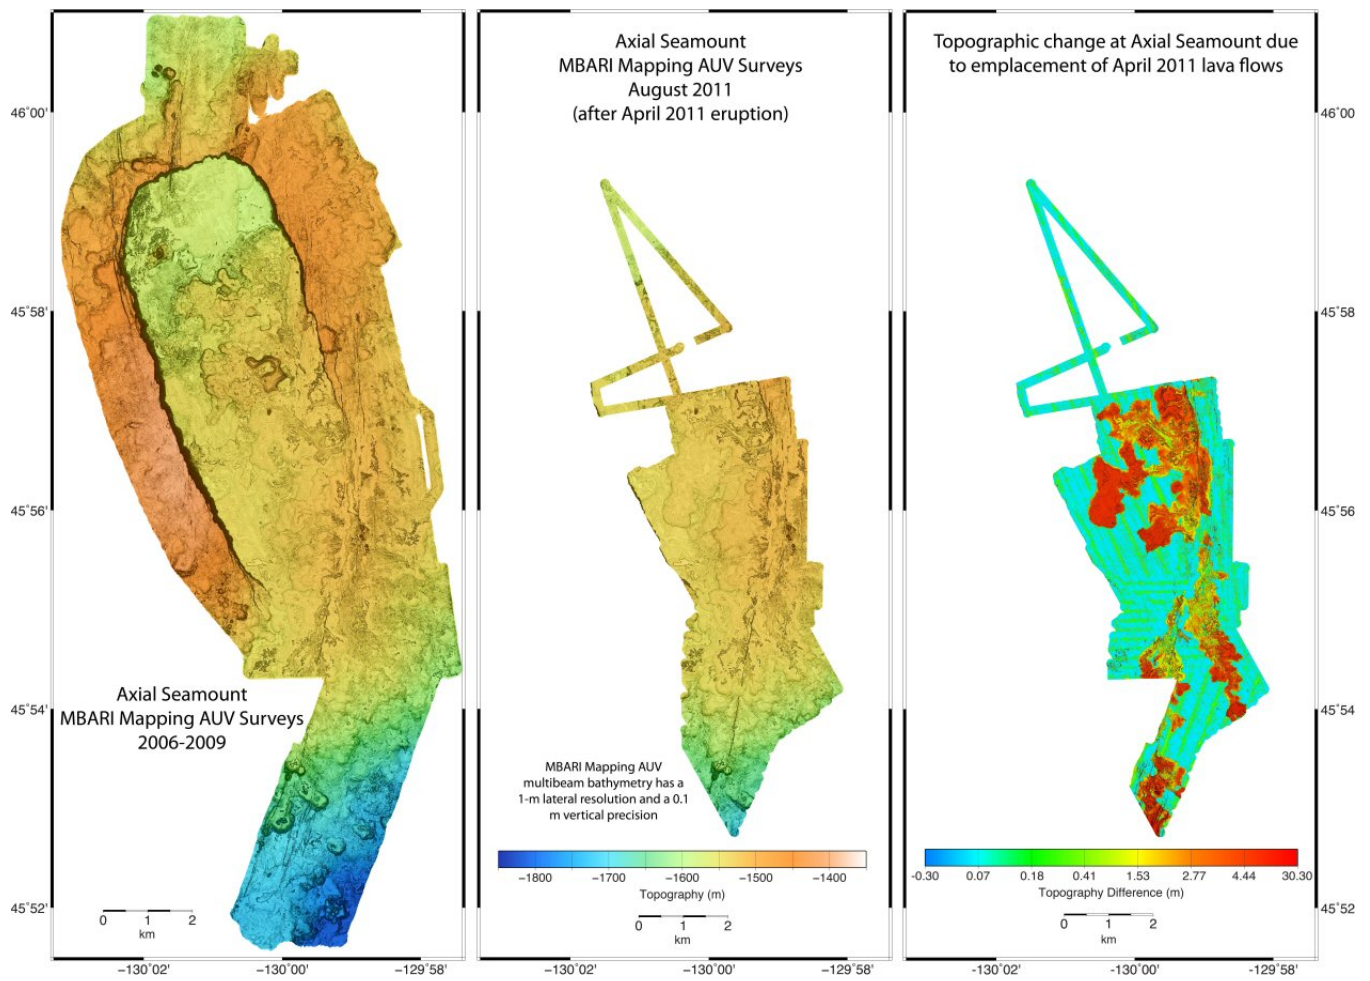 Axial Seamount
MBARI Mapping AUV Surveys
August 2011
(after April 2011 eruption)
Topographic change at Axial Seamount due
to emplacement of April 2011 lava flows
46˚00'
46˚00'
45˚58'
45˚58'
45˚56'
45˚56'
45˚54'
45˚54'
45˚52'
45˚52'
Axial Seamount
MBARI Mapping AUV Surveys
2006-2009
MBARI Mapping AUV
multibeam bathymetry has a
1-m lateral resolution and a 0.1
m vertical precision
−1800 −1700 −1600 −1500 −1400
Topography (m)
-0.30 0.07 0.18 0.41 1.53 2.77 4.44 30.30
Topography Difference (m)
0 1 2
km
0 1 2
km
0 1 2
km
−130˚02' −130˚00' −129˚58'
−130˚02' −130˚00' −129˚58'
-130˚02' -130˚00' -129˚58'